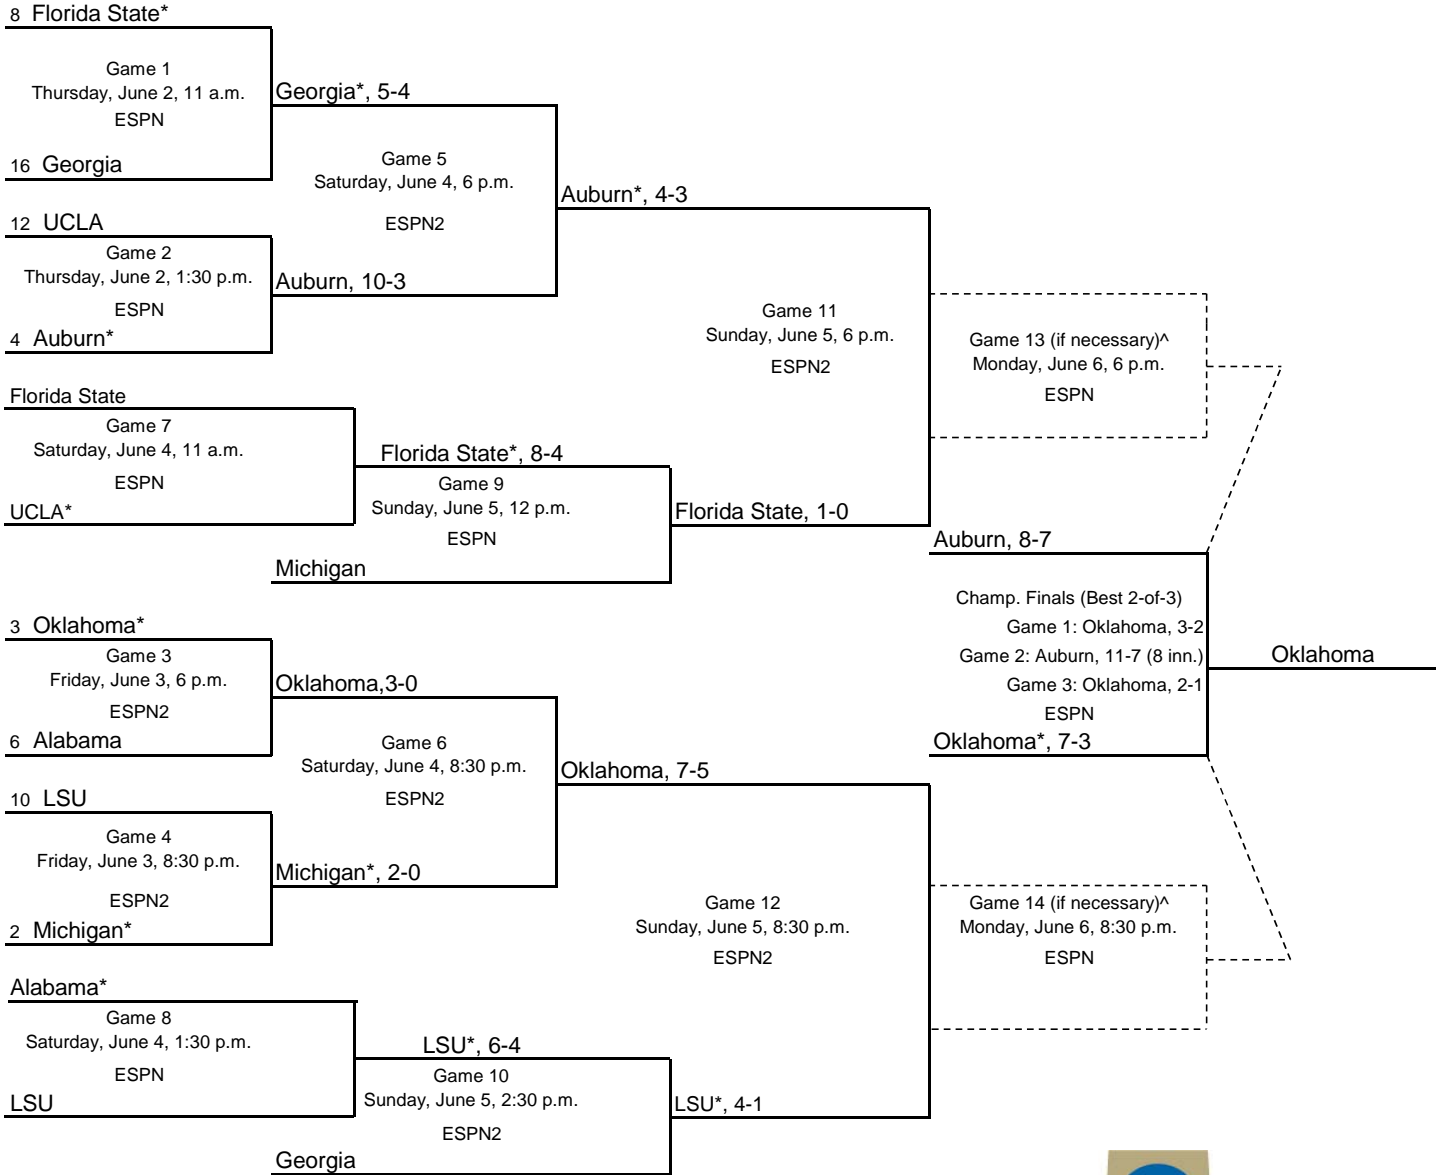 8 Florida State*
Game 1
Thursday, June 2, 11 a.m.
ESPN
16 Georgia
Georgia*, 5-4
Game 5
Saturday, June 4, 6 p.m.
ESPN2
12 UCLA
Game 2
Thursday, June 2, 1:30 p.m.
ESPN
4 Auburn*
Auburn, 10-3
Auburn*, 4-3
Game 11
Sunday, June 5, 6 p.m.
ESPN2
Game 13 (if necessary)^
Monday, June 6, 6 p.m.
ESPN
Florida State
Game 7
Saturday, June 4, 11 a.m.
ESPN
UCLA*
Florida State*, 8-4
Game 9
Sunday, June 5, 12 p.m.
ESPN
Michigan
Florida State, 1-0
Auburn, 8-7
Champ. Finals (Best 2-of-3)
Game 1: Oklahoma, 3-2
Game 2: Auburn, 11-7 (8 inn.)
Game 3: Oklahoma, 2-1
ESPN
Oklahoma*, 7-3
Oklahoma
3 Oklahoma*
Game 3
Friday, June 3, 6 p.m.
ESPN2
6 Alabama
Oklahoma,3-0
Game 6
Saturday, June 4, 8:30 p.m.
ESPN2
10 LSU
Game 4
Friday, June 3, 8:30 p.m.
ESPN2
2 Michigan*
Michigan*, 2-0
Oklahoma, 7-5
Game 12
Sunday, June 5, 8:30 p.m.
ESPN2
Game 14 (if necessary)^
Monday, June 6, 8:30 p.m.
ESPN
Alabama*
Game 8
Saturday, June 4, 1:30 p.m.
ESPN
LSU
LSU*, 6-4
Game 10
Sunday, June 5, 2:30 p.m.
ESPN2
Georgia
LSU*, 4-1